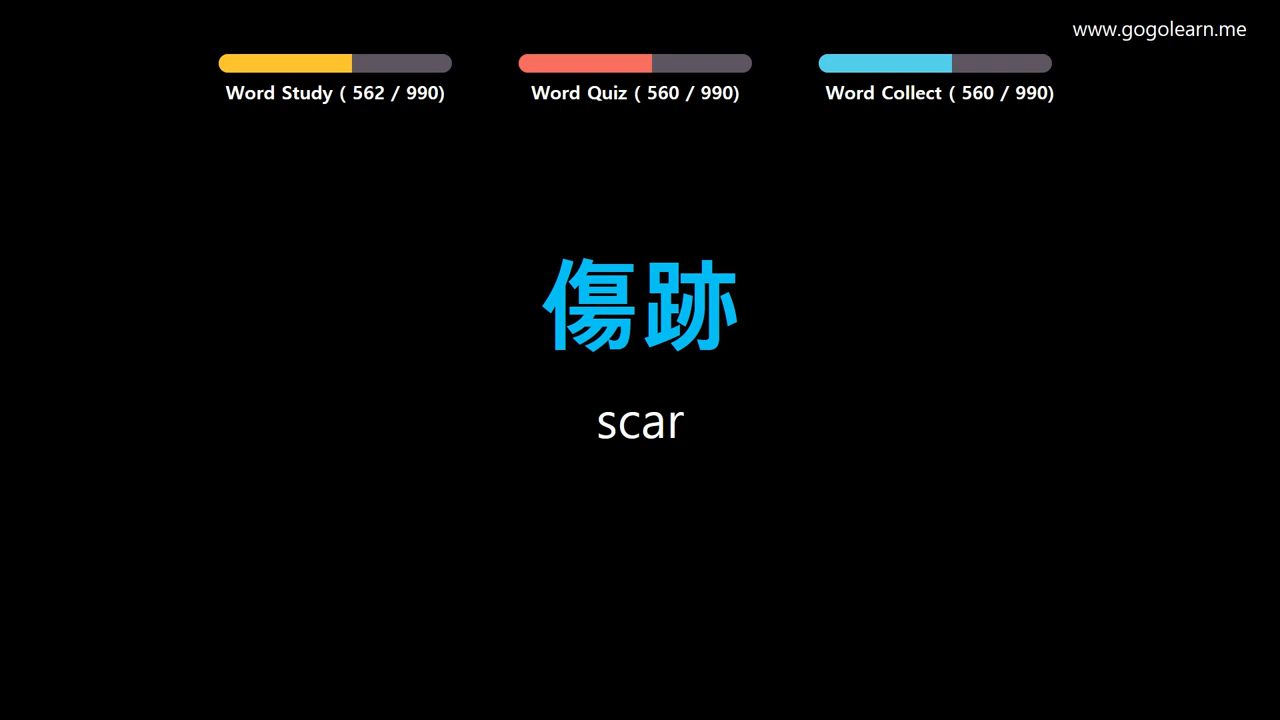 www.gogolearn.me
Word Study ( 562 / 990)
Word Quiz ( 560 / 990)
Word Collect ( 560 / 990)
傷跡
scar